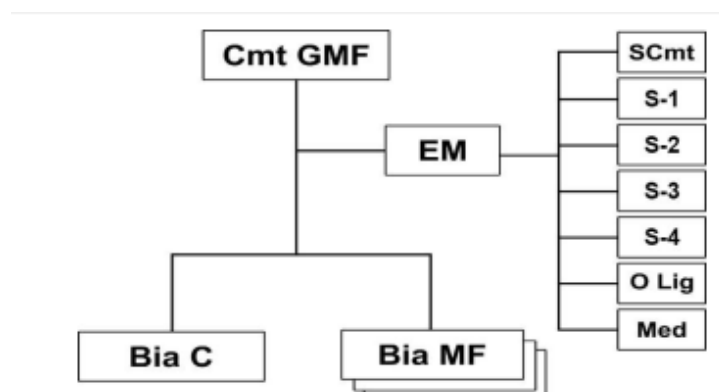 Cmt GMF
EM
SCmt
S-1
S-2
S-3
S-4
O Lig
Med
Bia C
Bia MF